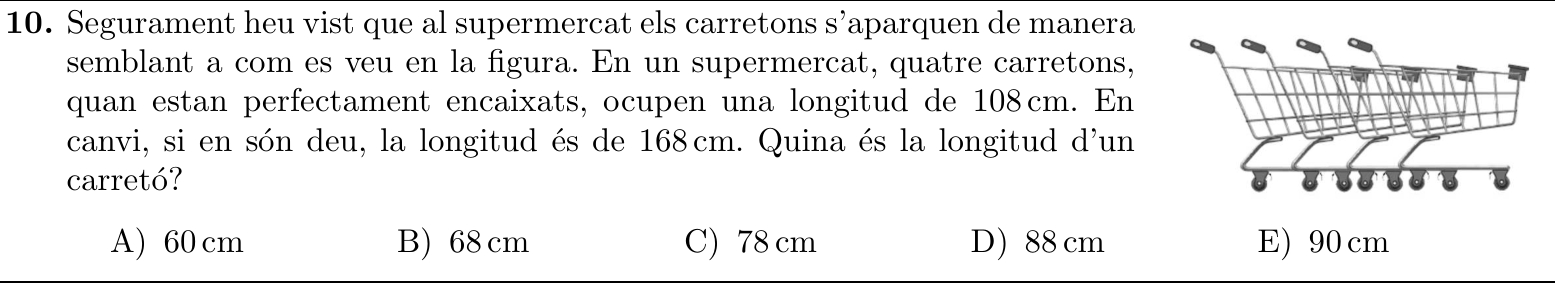 10. Segurament heu vist que al supermercat els carretons s’aparquen de manera
semblant a com es veu en la figura. En un supermercat, quatre carretons,
quan estan perfectament encaixats, ocupen una longitud de 108 cm. En
canvi, si en són deu, la longitud és de 168 cm. Quina és la longitud d’un
carretó?
A) 60 cm B) 68 cm C) 78 cm D) 88 cm E) 90 cm